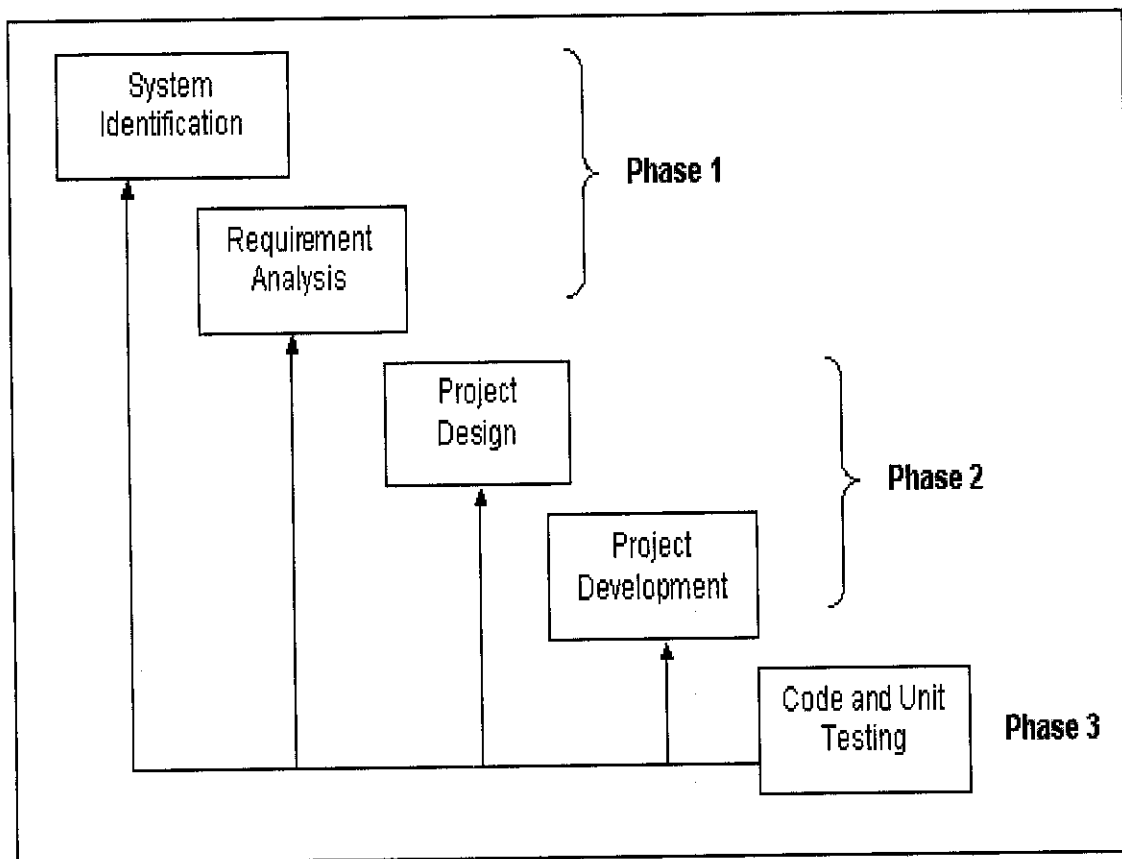 System
Identification
Phase 1
Requirement
Analysis
Project
Design
Phase 2
Project
Development
Code and Unit
Testing
Phase 3